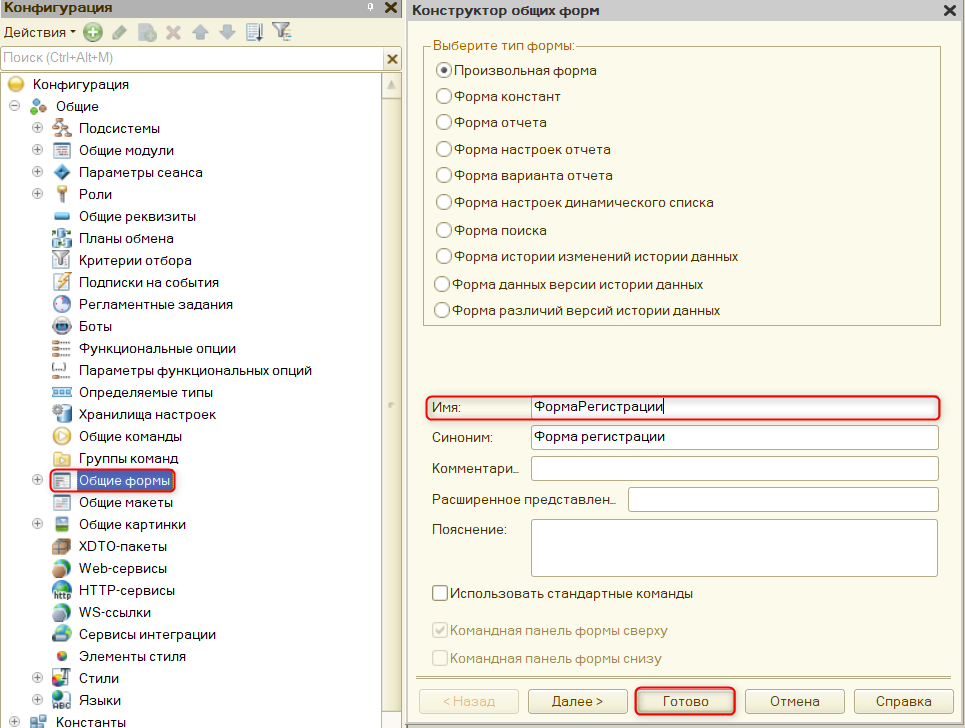 Конфигурация
Действия
Поиск (Ctrl+Alt+M)
Конфигурация
Общие
Подсистемы
Общие модули
Параметры сеанса
Роли
Общие реквизиты
Планы обмена
Критерии отбора
Подписки на события
Регламентные задания
Боты
Функциональные опции
Параметры функциональных опций
Определяемые типы
Хранилища настроек
Общие команды
Группы команд
Общие формы
Общие макеты
Общие картинки
XDTO-пакеты
Web-сервисы
HTTP-сервисы
WS-ссылки
Сервисы интеграции
Элементы стиля
Стили
Языки
Константы
Конструктор общих форм
Выберите тип формы:
Произвольная форма
Форма констант
Форма отчета
Форма настроек отчета
Форма варианта отчета
Форма настроек динамического списка
Форма поиска
Форма истории изменений истории данных
Форма данных версии истории данных
Форма различий версий истории данных
Имя: ФормаРегистрации
Синоним: Форма регистрации
Комментари...
Расширенное представлен...
Пояснение:
Использовать стандартные команды
Командная панель формы сверху
Командная панель формы снизу
< Назад Далее > Готово Отмена Справка